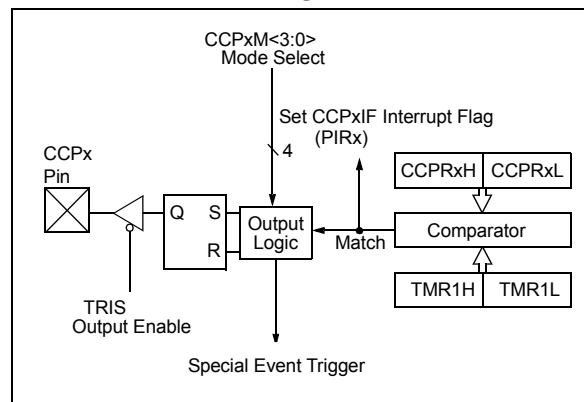 CCPxM<3:0>
Mode Select
Set CCPxIF Interrupt Flag
(PIRx)
4
CCPx
Pin
CCPRxH CCPRxL
Q S
R
Output
Logic
Match
Comparator
TMR1H TMR1L
TRIS
Output Enable
Special Event Trigger